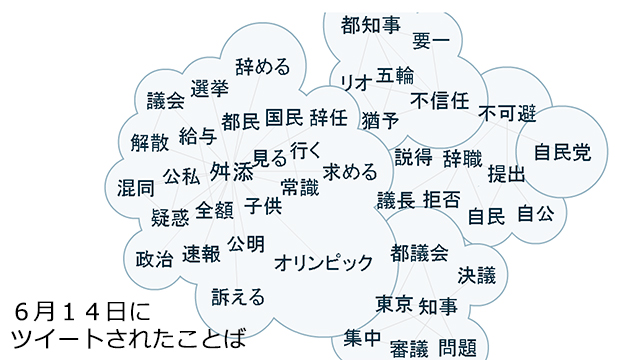 都知事
要一
リオ 五輪
不信任
猶予
不可避
自民党
説得 辞職
提出
議長 拒否
自民 自公
辞める
選挙
議会
都民 国民 辞任
解散 給与
見る 行く
公私 舛添 求める
混同 常識
疑惑 全額 子供
政治 速報 公明
オリンピック
訴える
都議会
決議
東京 知事
集中
審議 問題
6月14日に
ツイートされたことば